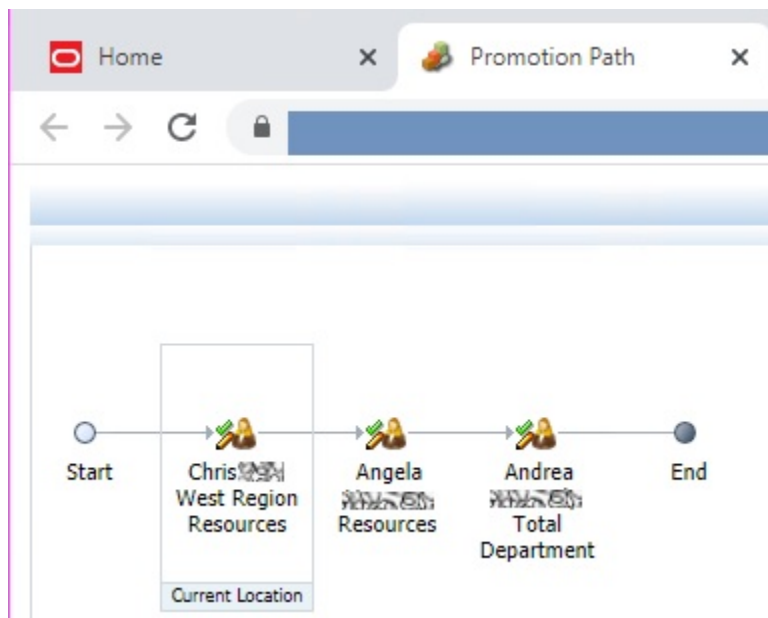 Home
Promotion Path
Start
Chris
West Region
Resources
Current Location
Angela
Resources
Andrea
Total
Department
End